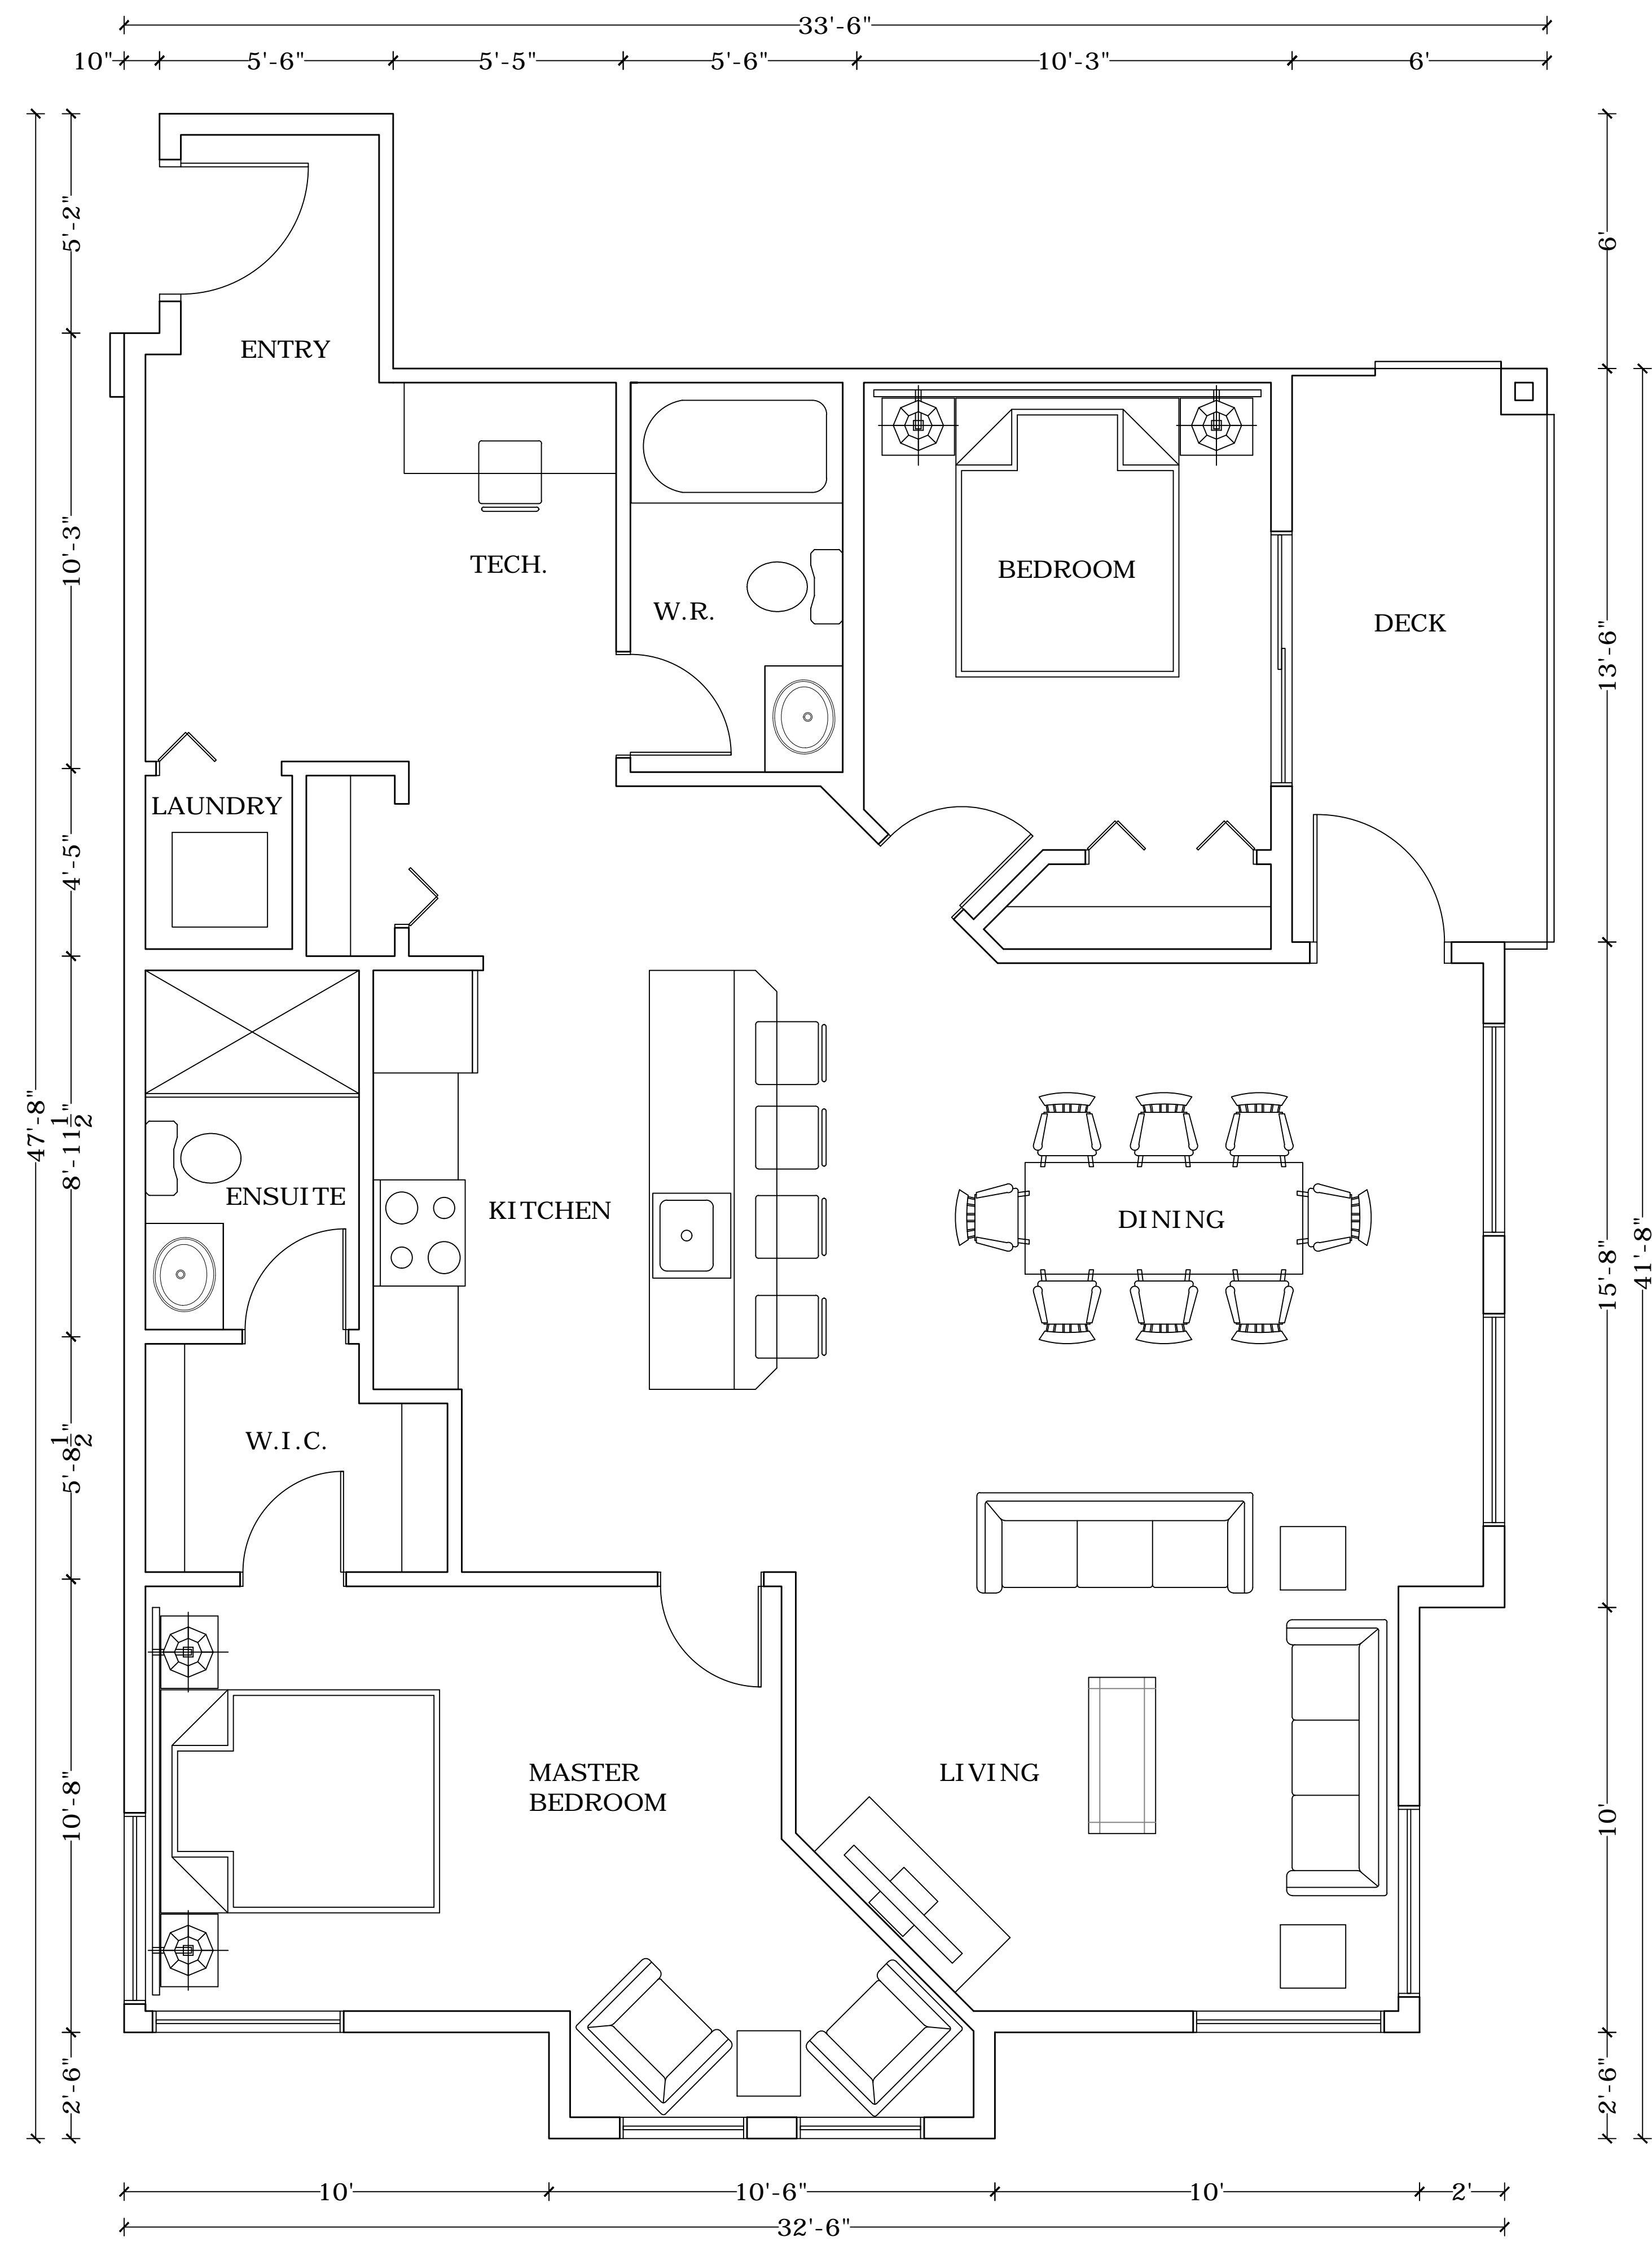 33'-6"
10" 5'-6" 5'-5" 5'-6" 10'-3" 6'
5'-2"
6'
ENTRY
10'-3"
TECH.
BEDROOM
W.R.
DECK
13'-6"
LAUNDRY
4'-5"
47'-8"
8'-11 1/2"
ENSUITE
KITCHEN
DINING
15'-8"
41'-8"
W.I.C.
5'-8 1/2"
MASTER
BEDROOM
LIVING
10'-8"
10'
2'-6"
2'-6"
10' 10'-6" 10' 2'
32'-6"